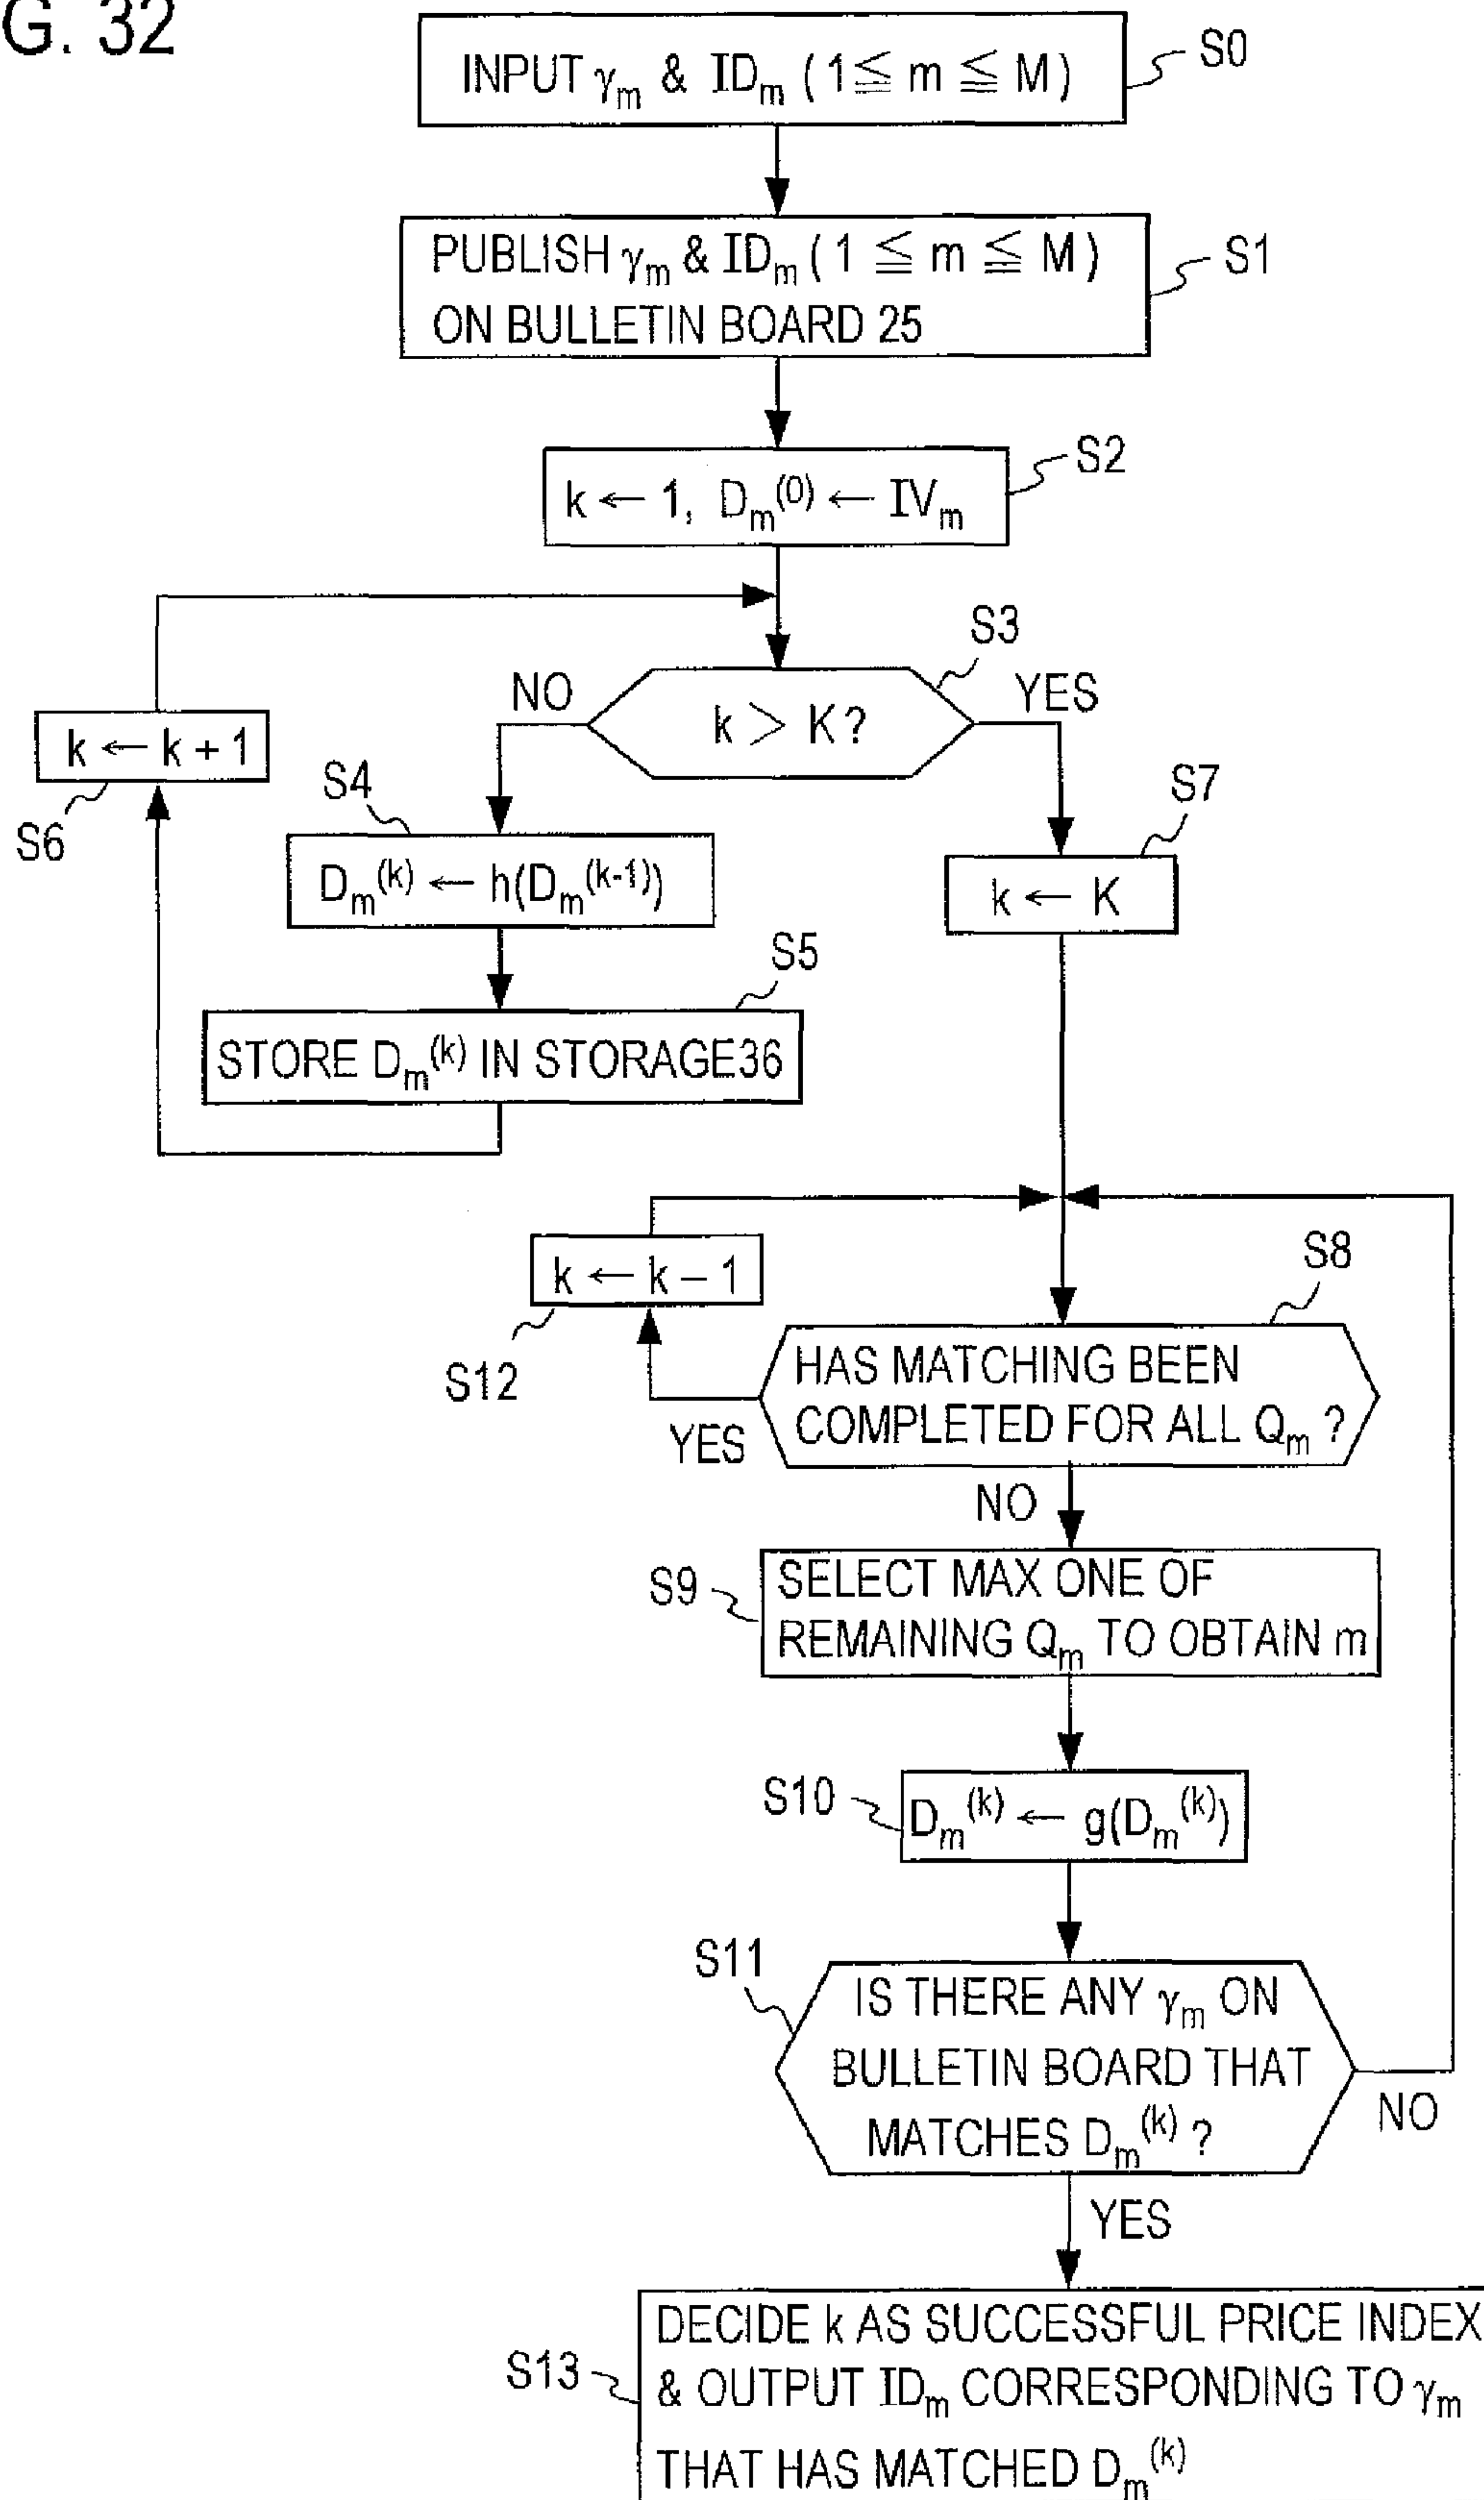 G. 32
INPUT γm & IDm (1 ≦ m ≦ M)
S0
PUBLISH γm & IDm (1 ≦ m ≦ M)
ON BULLETIN BOARD 25
S1
k ← 1, Dm(0) ← IVm
S2
k > K?
S3
NO
YES
k ← k + 1
S6
S4
Dm(k) ← h(Dm(k-1))
S7
k ← K
S5
STORE Dm(k) IN STORAGE36
k ← k – 1
S12
S8
HAS MATCHING BEEN
COMPLETED FOR ALL Qm ?
YES
NO
S9
SELECT MAX ONE OF
REMAINING Qm TO OBTAIN m
S10
Dm(k) ← g(Dm(k))
S11
IS THERE ANY γm ON
BULLETIN BOARD THAT
MATCHES Dm(k) ?
NO
YES
S13
DECIDE k AS SUCCESSFUL PRICE INDEX
& OUTPUT IDm CORRESPONDING TO γm
THAT HAS MATCHED Dm(k)